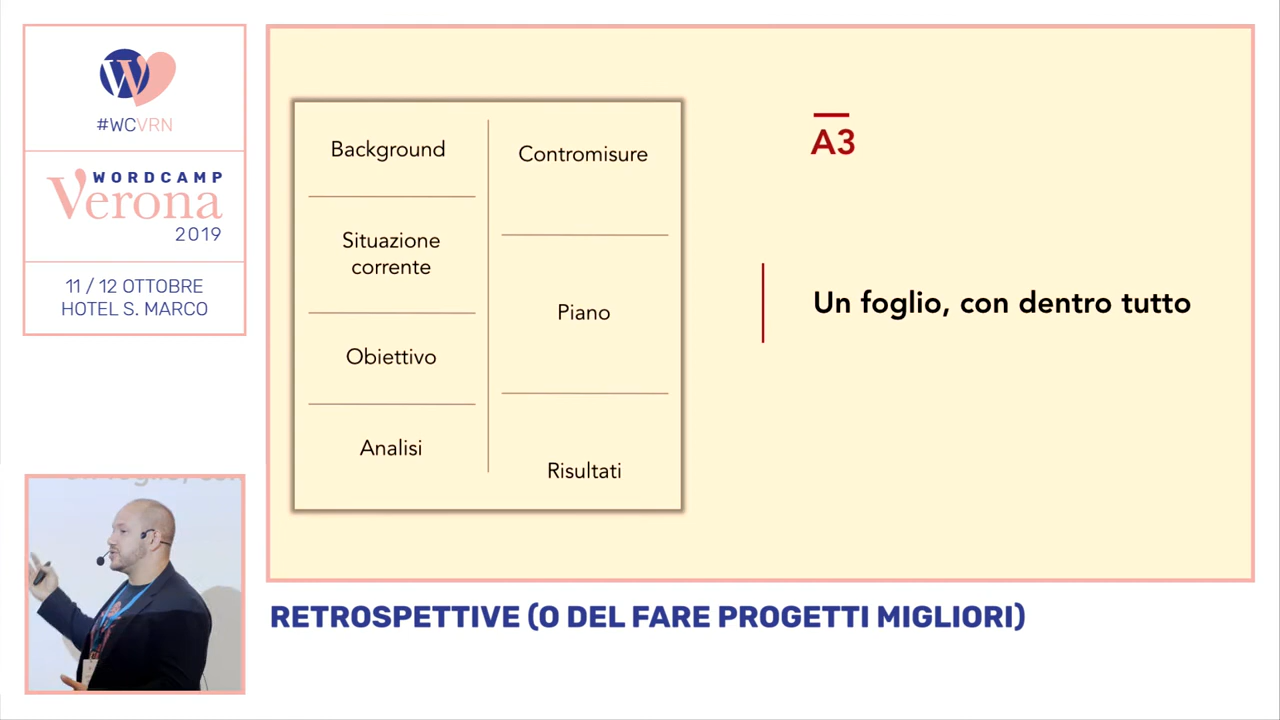 #WCVRN
WORDCAMP
Verona
2019
11 / 12 OTTOBRE
HOTEL S. MARCO
Background
Situazione
corrente
Obiettivo
Analisi
Contromisure
Piano
Risultati
A3
Un foglio, con dentro tutto
RETROSPETTIVE (O DEL FARE PROGETTI MIGLIORI)